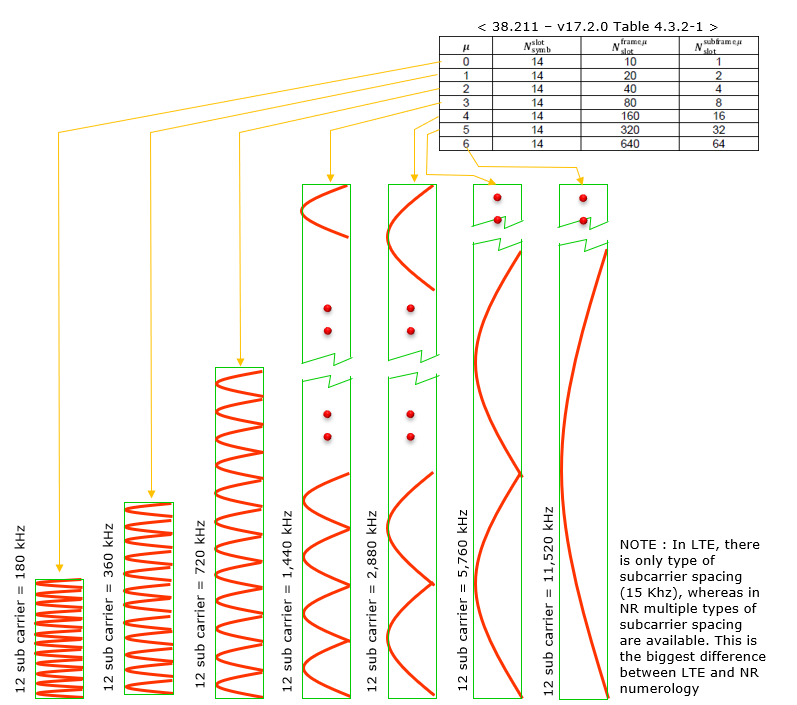 < 38.211 – v17.2.0 Table 4.3.2-1 >
μ N slot symb N frame,μ slot N subframe,μ slot
0 14 10 1
1 14 20 2
2 14 40 4
3 14 80 8
4 14 160 16
5 14 320 32
6 14 640 64
12 sub carrier = 180 kHz
12 sub carrier = 360 kHz
12 sub carrier = 720 kHz
12 sub carrier = 1,440 kHz
12 sub carrier = 2,880 kHz
12 sub carrier = 5,760 kHz
12 sub carrier = 11,520 kHz
NOTE : In LTE, there
is only type of
subcarrier spacing
(15 Khz), whereas in
NR multiple types of
subcarrier spacing
are available. This is
the biggest difference
between LTE and NR
numerology